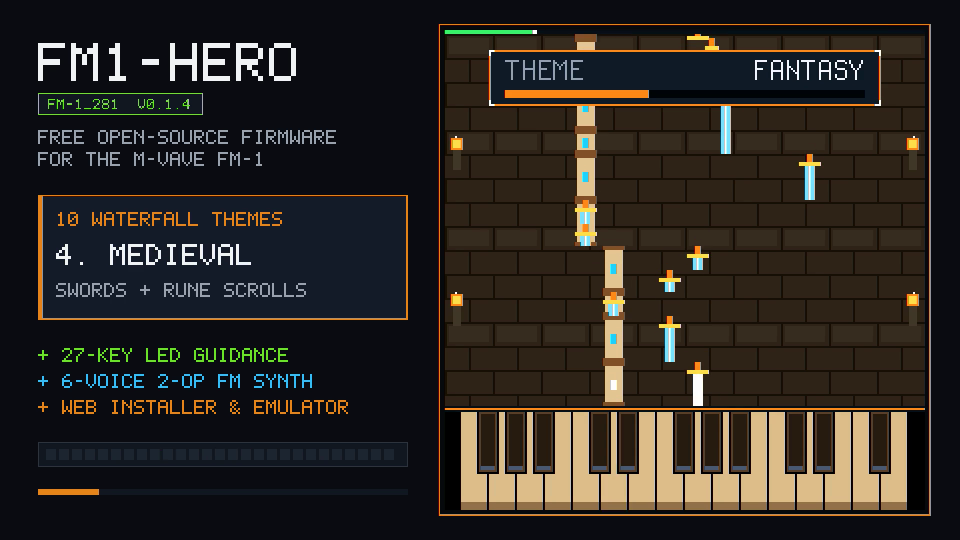 FM1-HERO
FM-1_281 V0.1.4
FREE OPEN-SOURCE FIRMWARE
FOR THE M-VAVE FM-1
10 WATERFALL THEMES
4. MEDIEVAL
SWORDS + RUNE SCROLLS
+ 27-KEY LED GUIDANCE
+ 6-VOICE 2-OP FM SYNTH
+ WEB INSTALLER & EMULATOR
THEME FANTASY